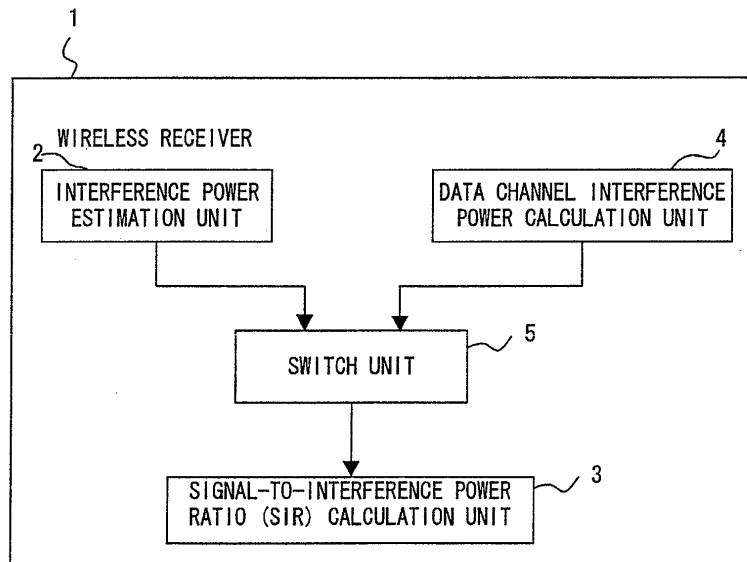 1
WIRELESS RECEIVER
2
INTERFERENCE POWER
ESTIMATION UNIT
4
DATA CHANNEL INTERFERENCE
POWER CALCULATION UNIT
5
SWITCH UNIT
3
SIGNAL-TO-INTERFERENCE POWER
RATIO (SIR) CALCULATION UNIT